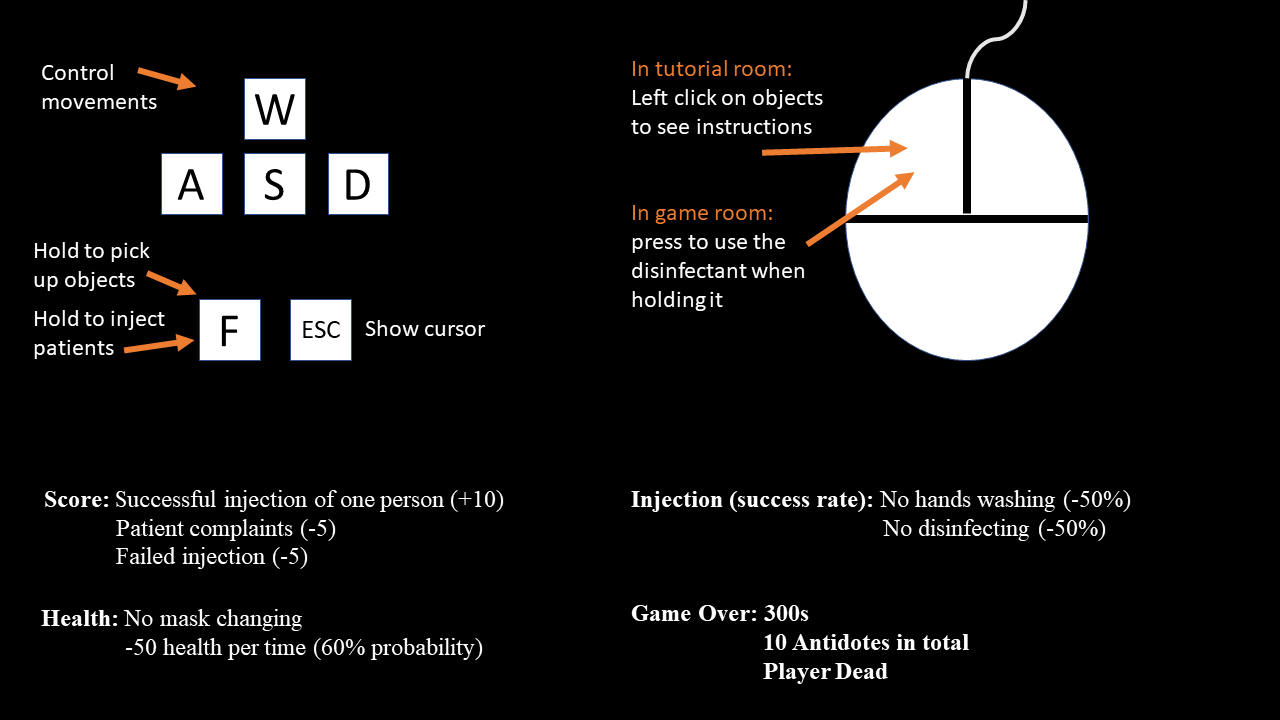 Control
movements
W
A S D
Hold to pick
up objects
Hold to inject
patients
F
ESC
Show cursor
In tutorial room:
Left click on objects
to see instructions
In game room:
press to use the
disinfectant when
holding it
Score: Successful injection of one person (+10)
Patient complaints (-5)
Failed injection (-5)
Health: No mask changing
-50 health per time (60% probability)
Injection (success rate): No hands washing (-50%)
No disinfecting (-50%)
Game Over: 300s
10 Antidotes in total
Player Dead